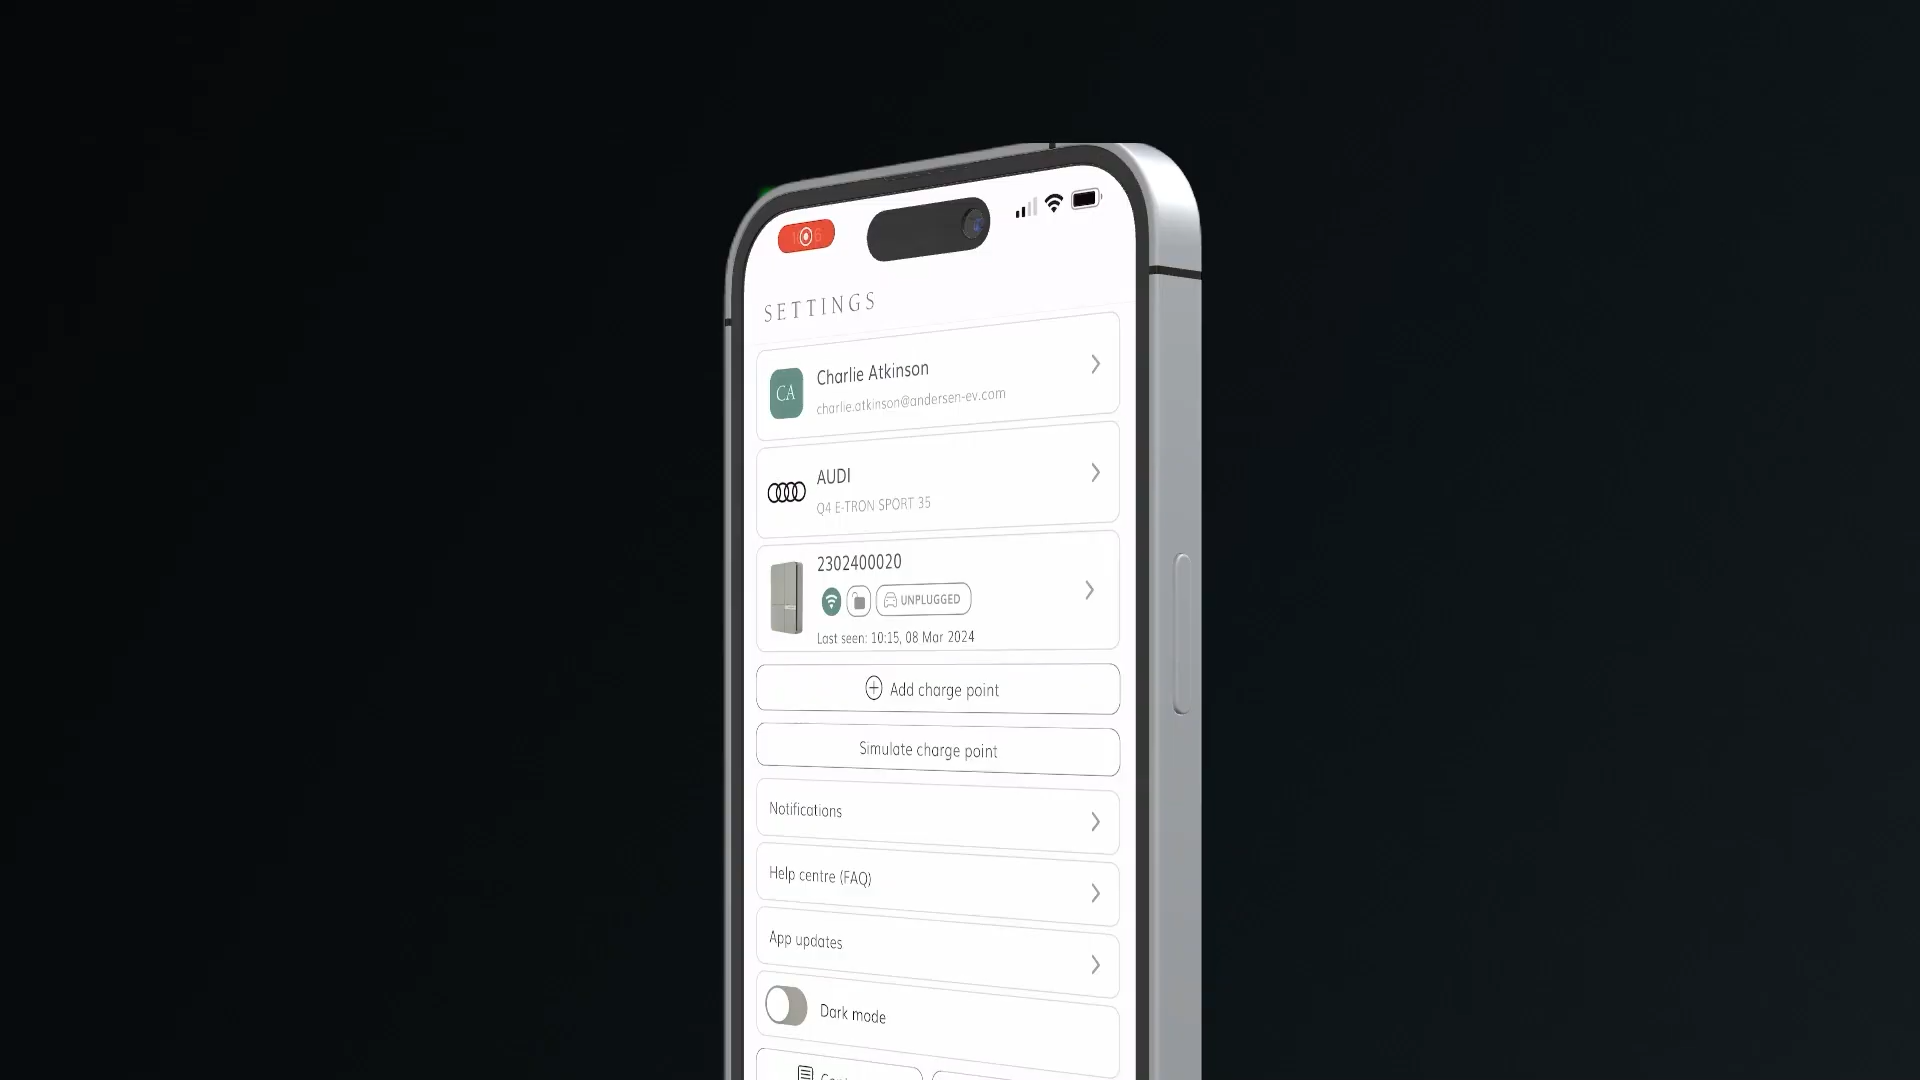 SETTINGS
CA
Charlie Atkinson
charlie.atkinson@andersen-ev.com
AUDI
Q4 E-TRON SPORT 35
2302400020
UNPLUGGED
Last seen: 10:15, 08 Mar 2024
Add charge point
Simulate charge point
Notifications
Help centre (FAQ)
App updates
Dark mode